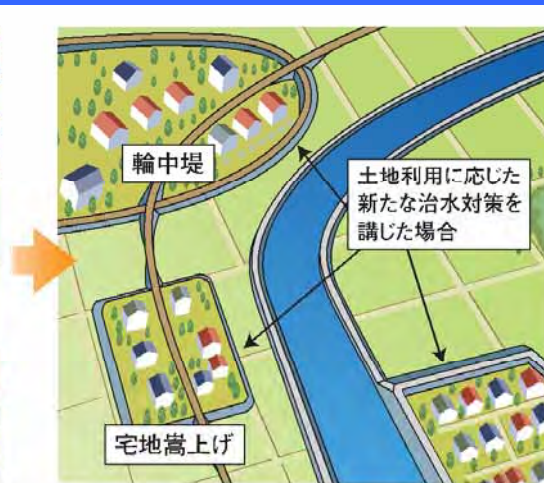 輪中堤
土地利用に応じた
新たな治水対策を
講じた場合
宅地嵩上げ